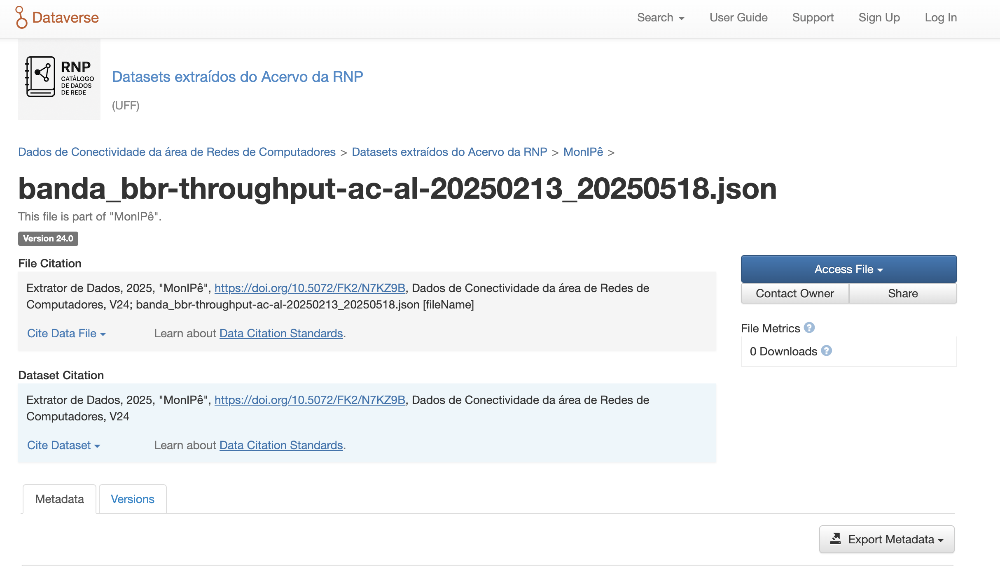 Dataverse
Search
User Guide
Support
Sign Up
Log In
RNP
CATÁLOGO
DE DADOS
DE REDE
Datasets extraídos do Acervo da RNP
(UFF)
Dados de Conectividade da área de Redes de Computadores > Datasets extraídos do Acervo da RNP > MonIPê >
banda_bbr-throughput-ac-al-20250213_20250518.json
This file is part of "MonIPê".
Version 24.0
File Citation
Extrator de Dados, 2025, "MonIPê", https://doi.org/10.5072/FK2/N7KZ9B, Dados de Conectividade da área de Redes de
Computadores, V24; banda_bbr-throughput-ac-al-20250213_20250518.json [fileName]
Cite Data File
Learn about Data Citation Standards.
Access File
Contact Owner
Share
File Metrics ?
0 Downloads ?
Dataset Citation
Extrator de Dados, 2025, "MonIPê", https://doi.org/10.5072/FK2/N7KZ9B, Dados de Conectividade da área de Redes de
Computadores, V24
Cite Dataset
Learn about Data Citation Standards.
Metadata
Versions
Export Metadata